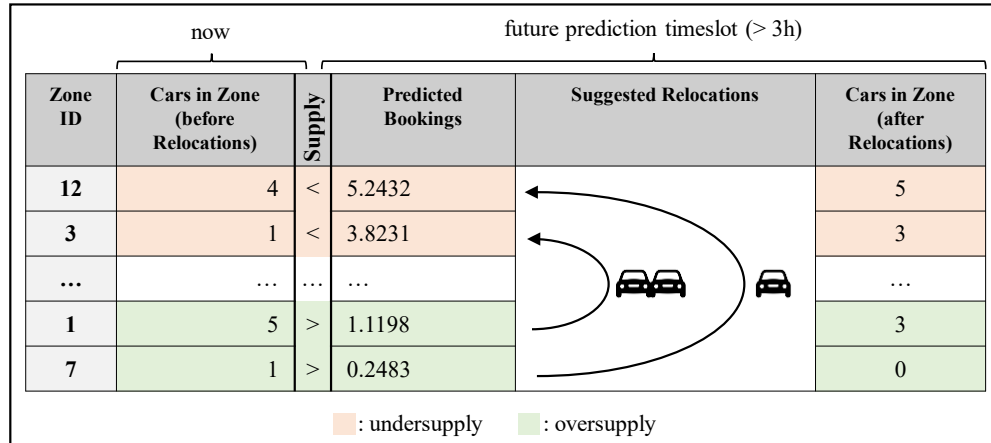 now
future prediction timeslot (> 3h)
Zone ID
Cars in Zone (before Relocations)
Supply
Predicted Bookings
Suggested Relocations
Cars in Zone (after Relocations)
12 4 < 5.2432 5
3 1 < 3.8231 3
... ... ... ... ...
1 5 > 1.1198 3
7 1 > 0.2483 0
: undersupply : oversupply